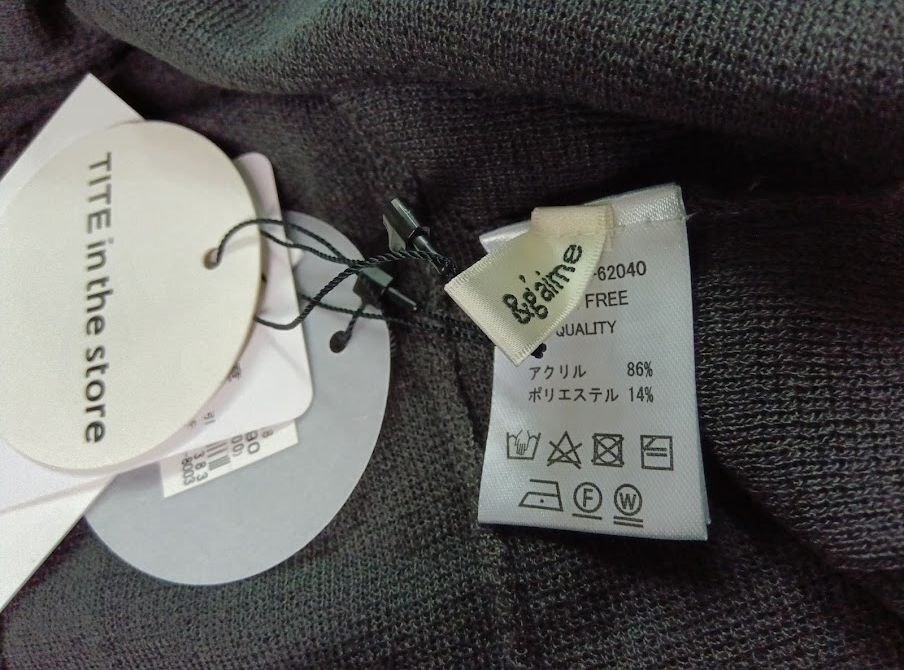 TITE in the store
&g'aime
-62040
FREE
QUALITY
アクリル 86%
ポリエステル 14%
F
W